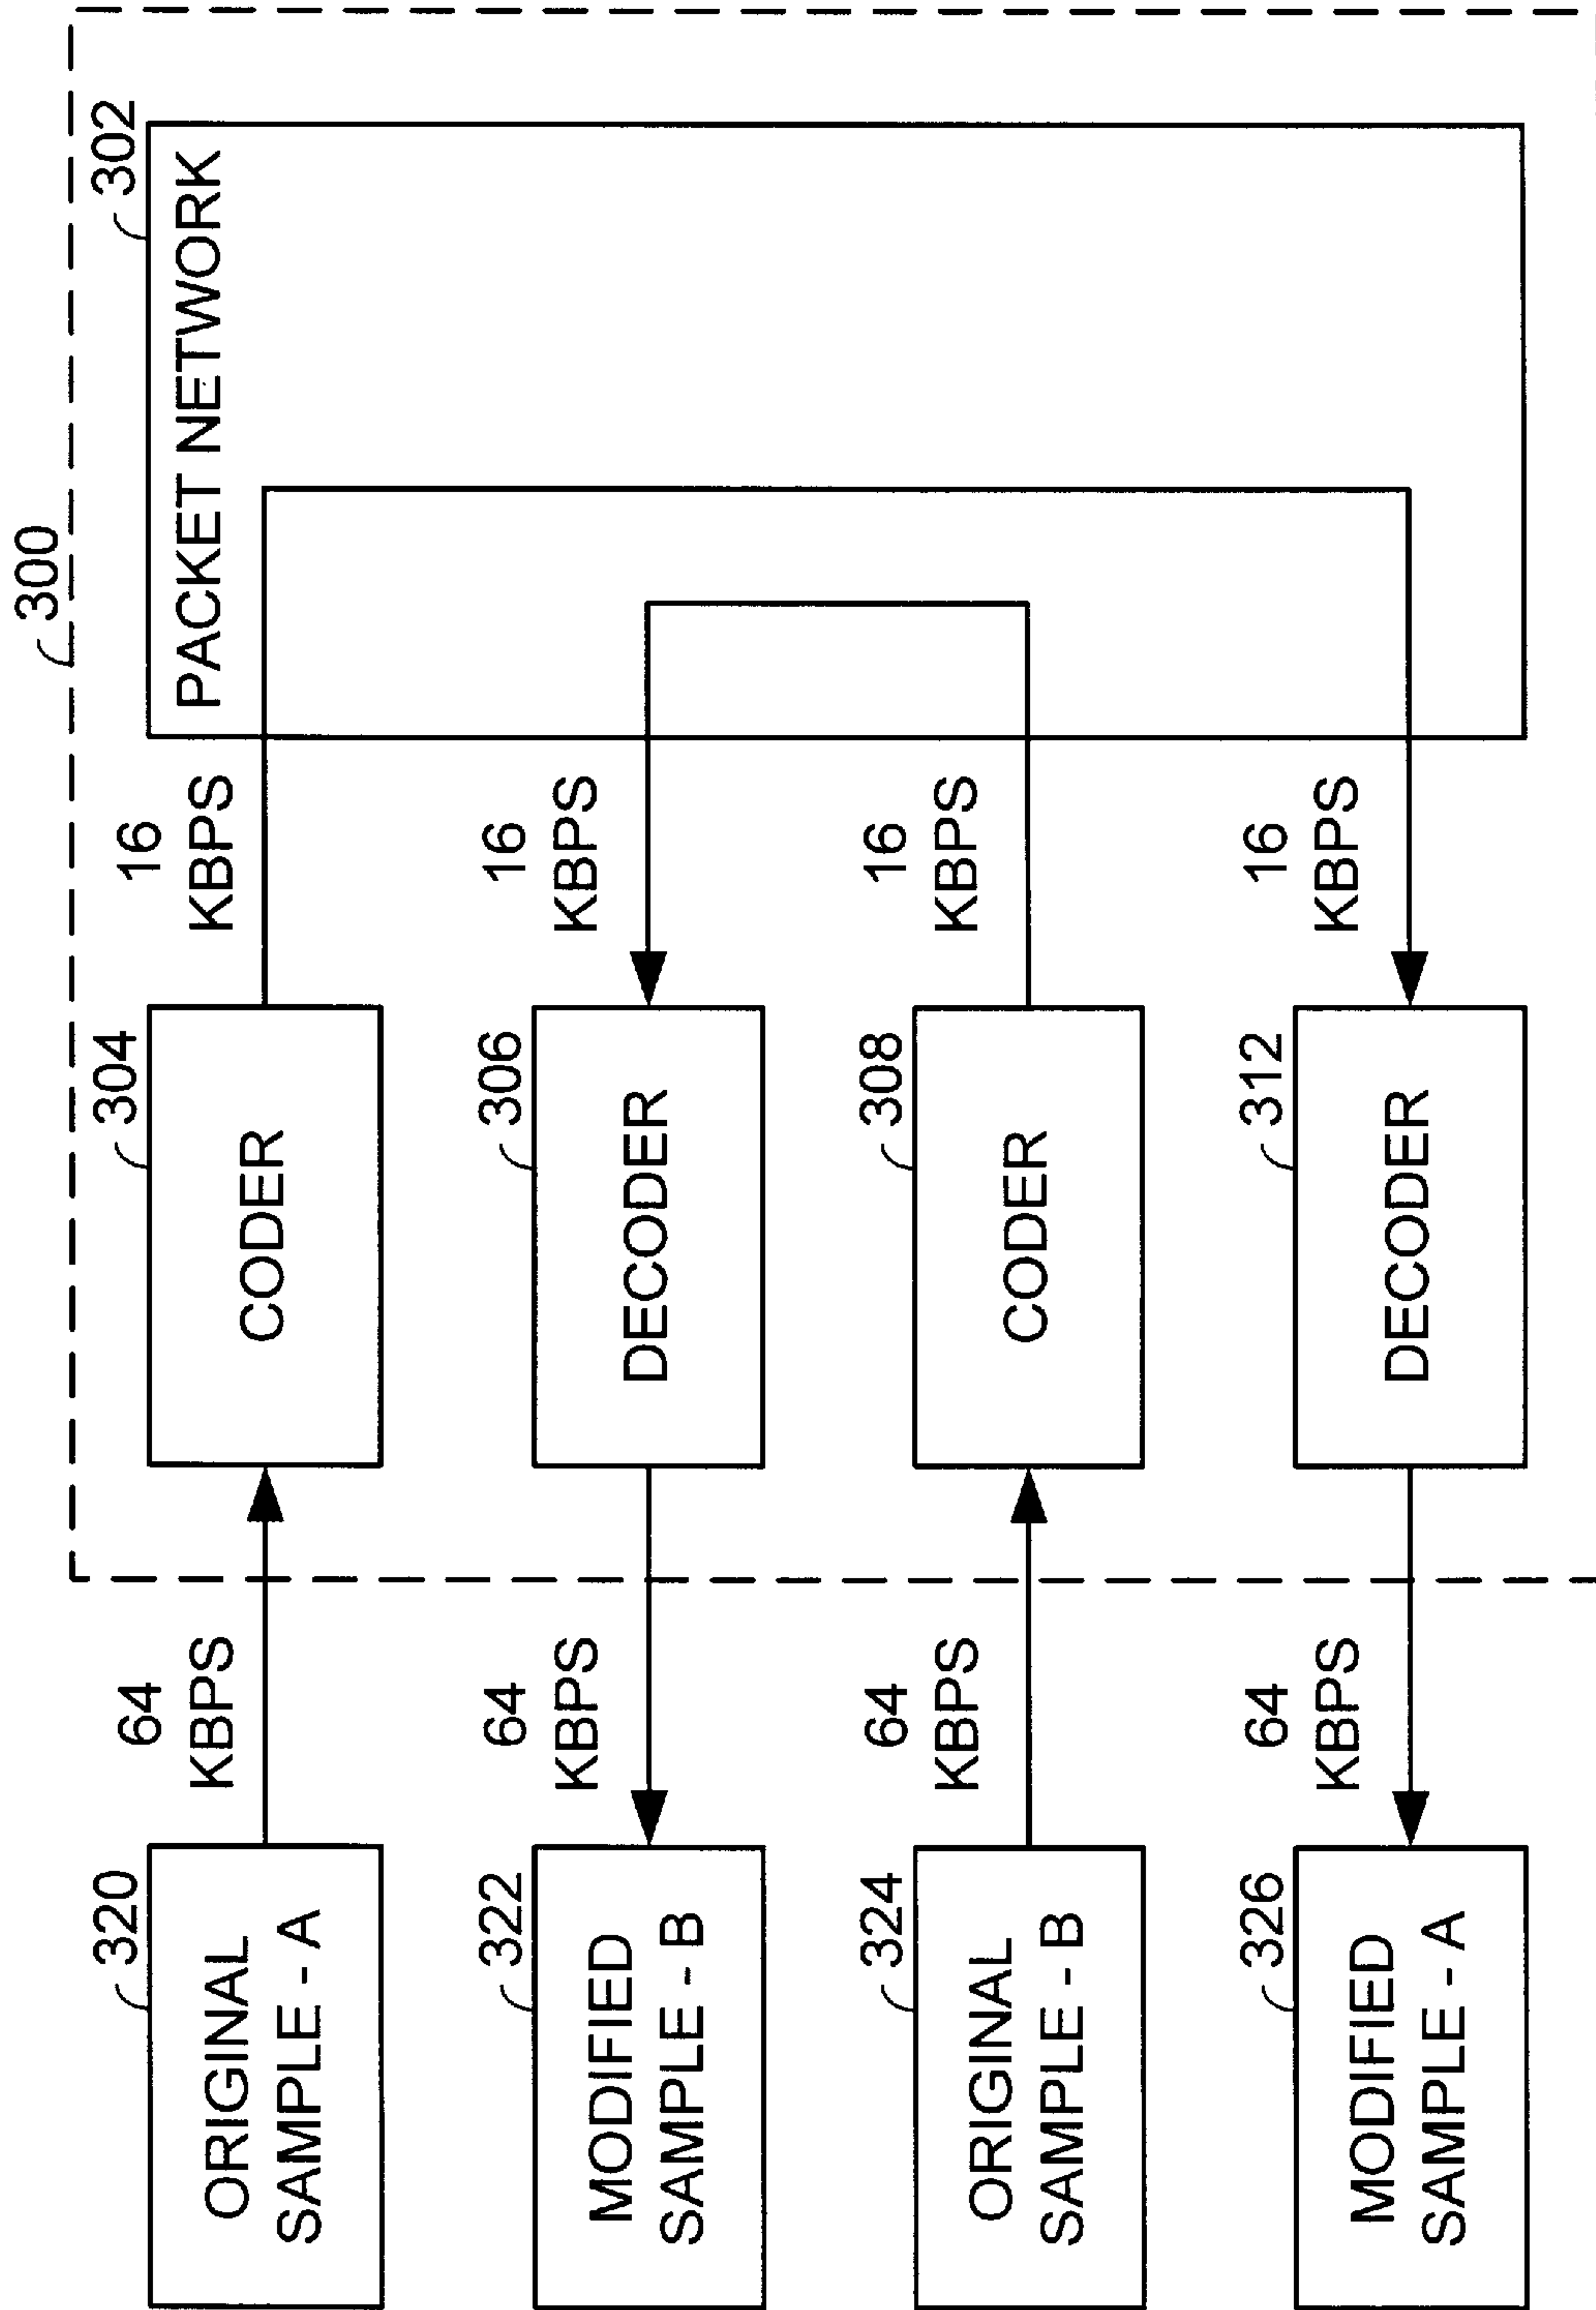 300
302
PACKET NETWORK
16
KBPS
16
KBPS
16
KBPS
16
KBPS
304
CODER
306
DECODER
308
CODER
312
DECODER
64
KBPS
64
KBPS
64
KBPS
64
KBPS
320
ORIGINAL
SAMPLE - A
322
MODIFIED
SAMPLE - B
324
ORIGINAL
SAMPLE - B
326
MODIFIED
SAMPLE - A